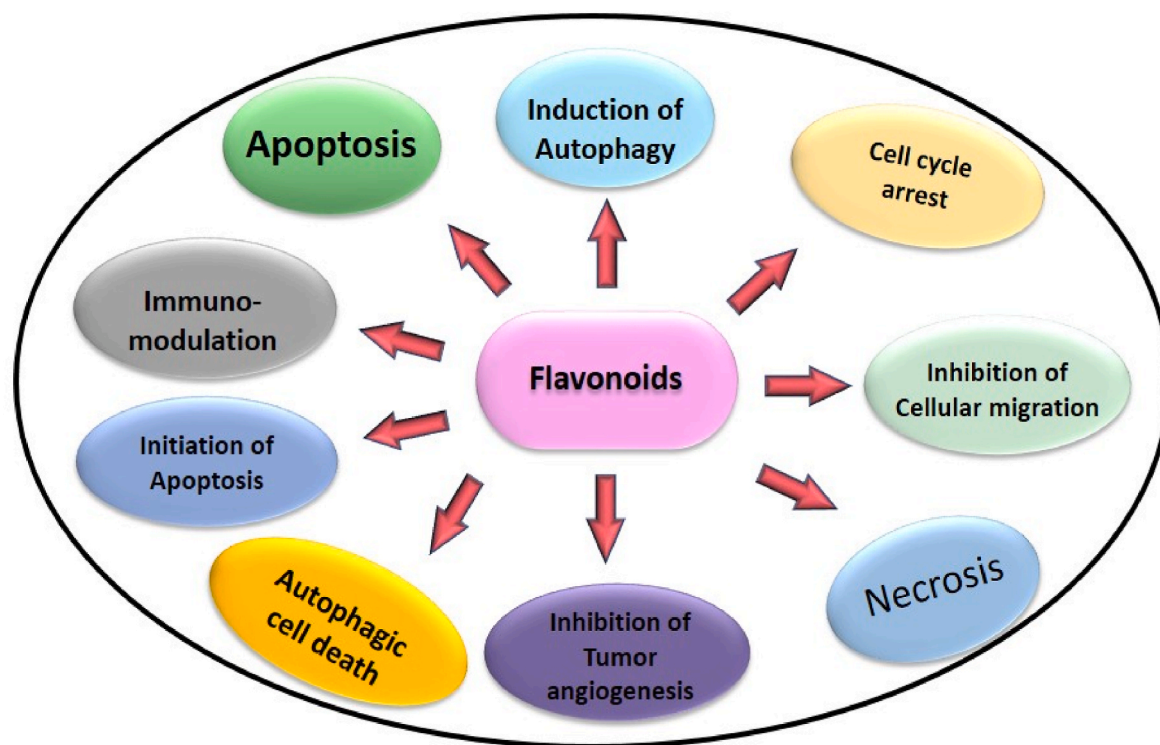 Apoptosis
Induction of
Autophagy
Cell cycle
arrest
Immuno-
modulation
Flavonoids
Inhibition of
Cellular migration
Initiation of
Apoptosis
Autophagic
cell death
Inhibition of
Tumor
angiogenesis
Necrosis